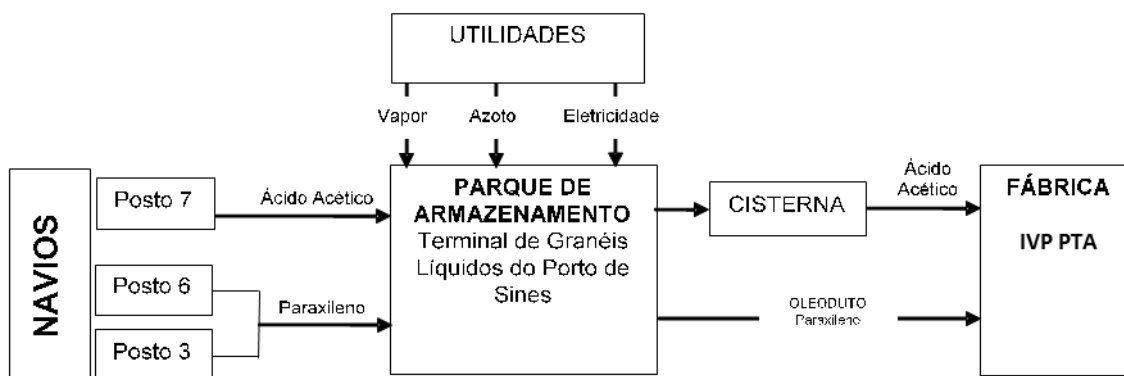 UTILIDADES
Vapor
Azoto
Eletricidade
NAVIOS
Posto 7
Ácido Acético
Posto 6
Posto 3
Paraxileno
PARQUE DE
ARMAZENAMENTO
Terminal de Granéis
Líquidos do Porto de
Sines
CISTERNA
Ácido
Acético
OLEODUTO
Paraxileno
FÁBRICA
IVP PTA